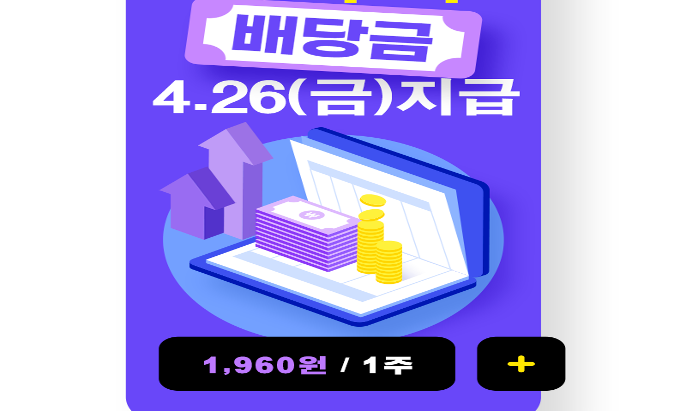 배당금
4.26(금)지급
₩
1,960원 / 1주
+